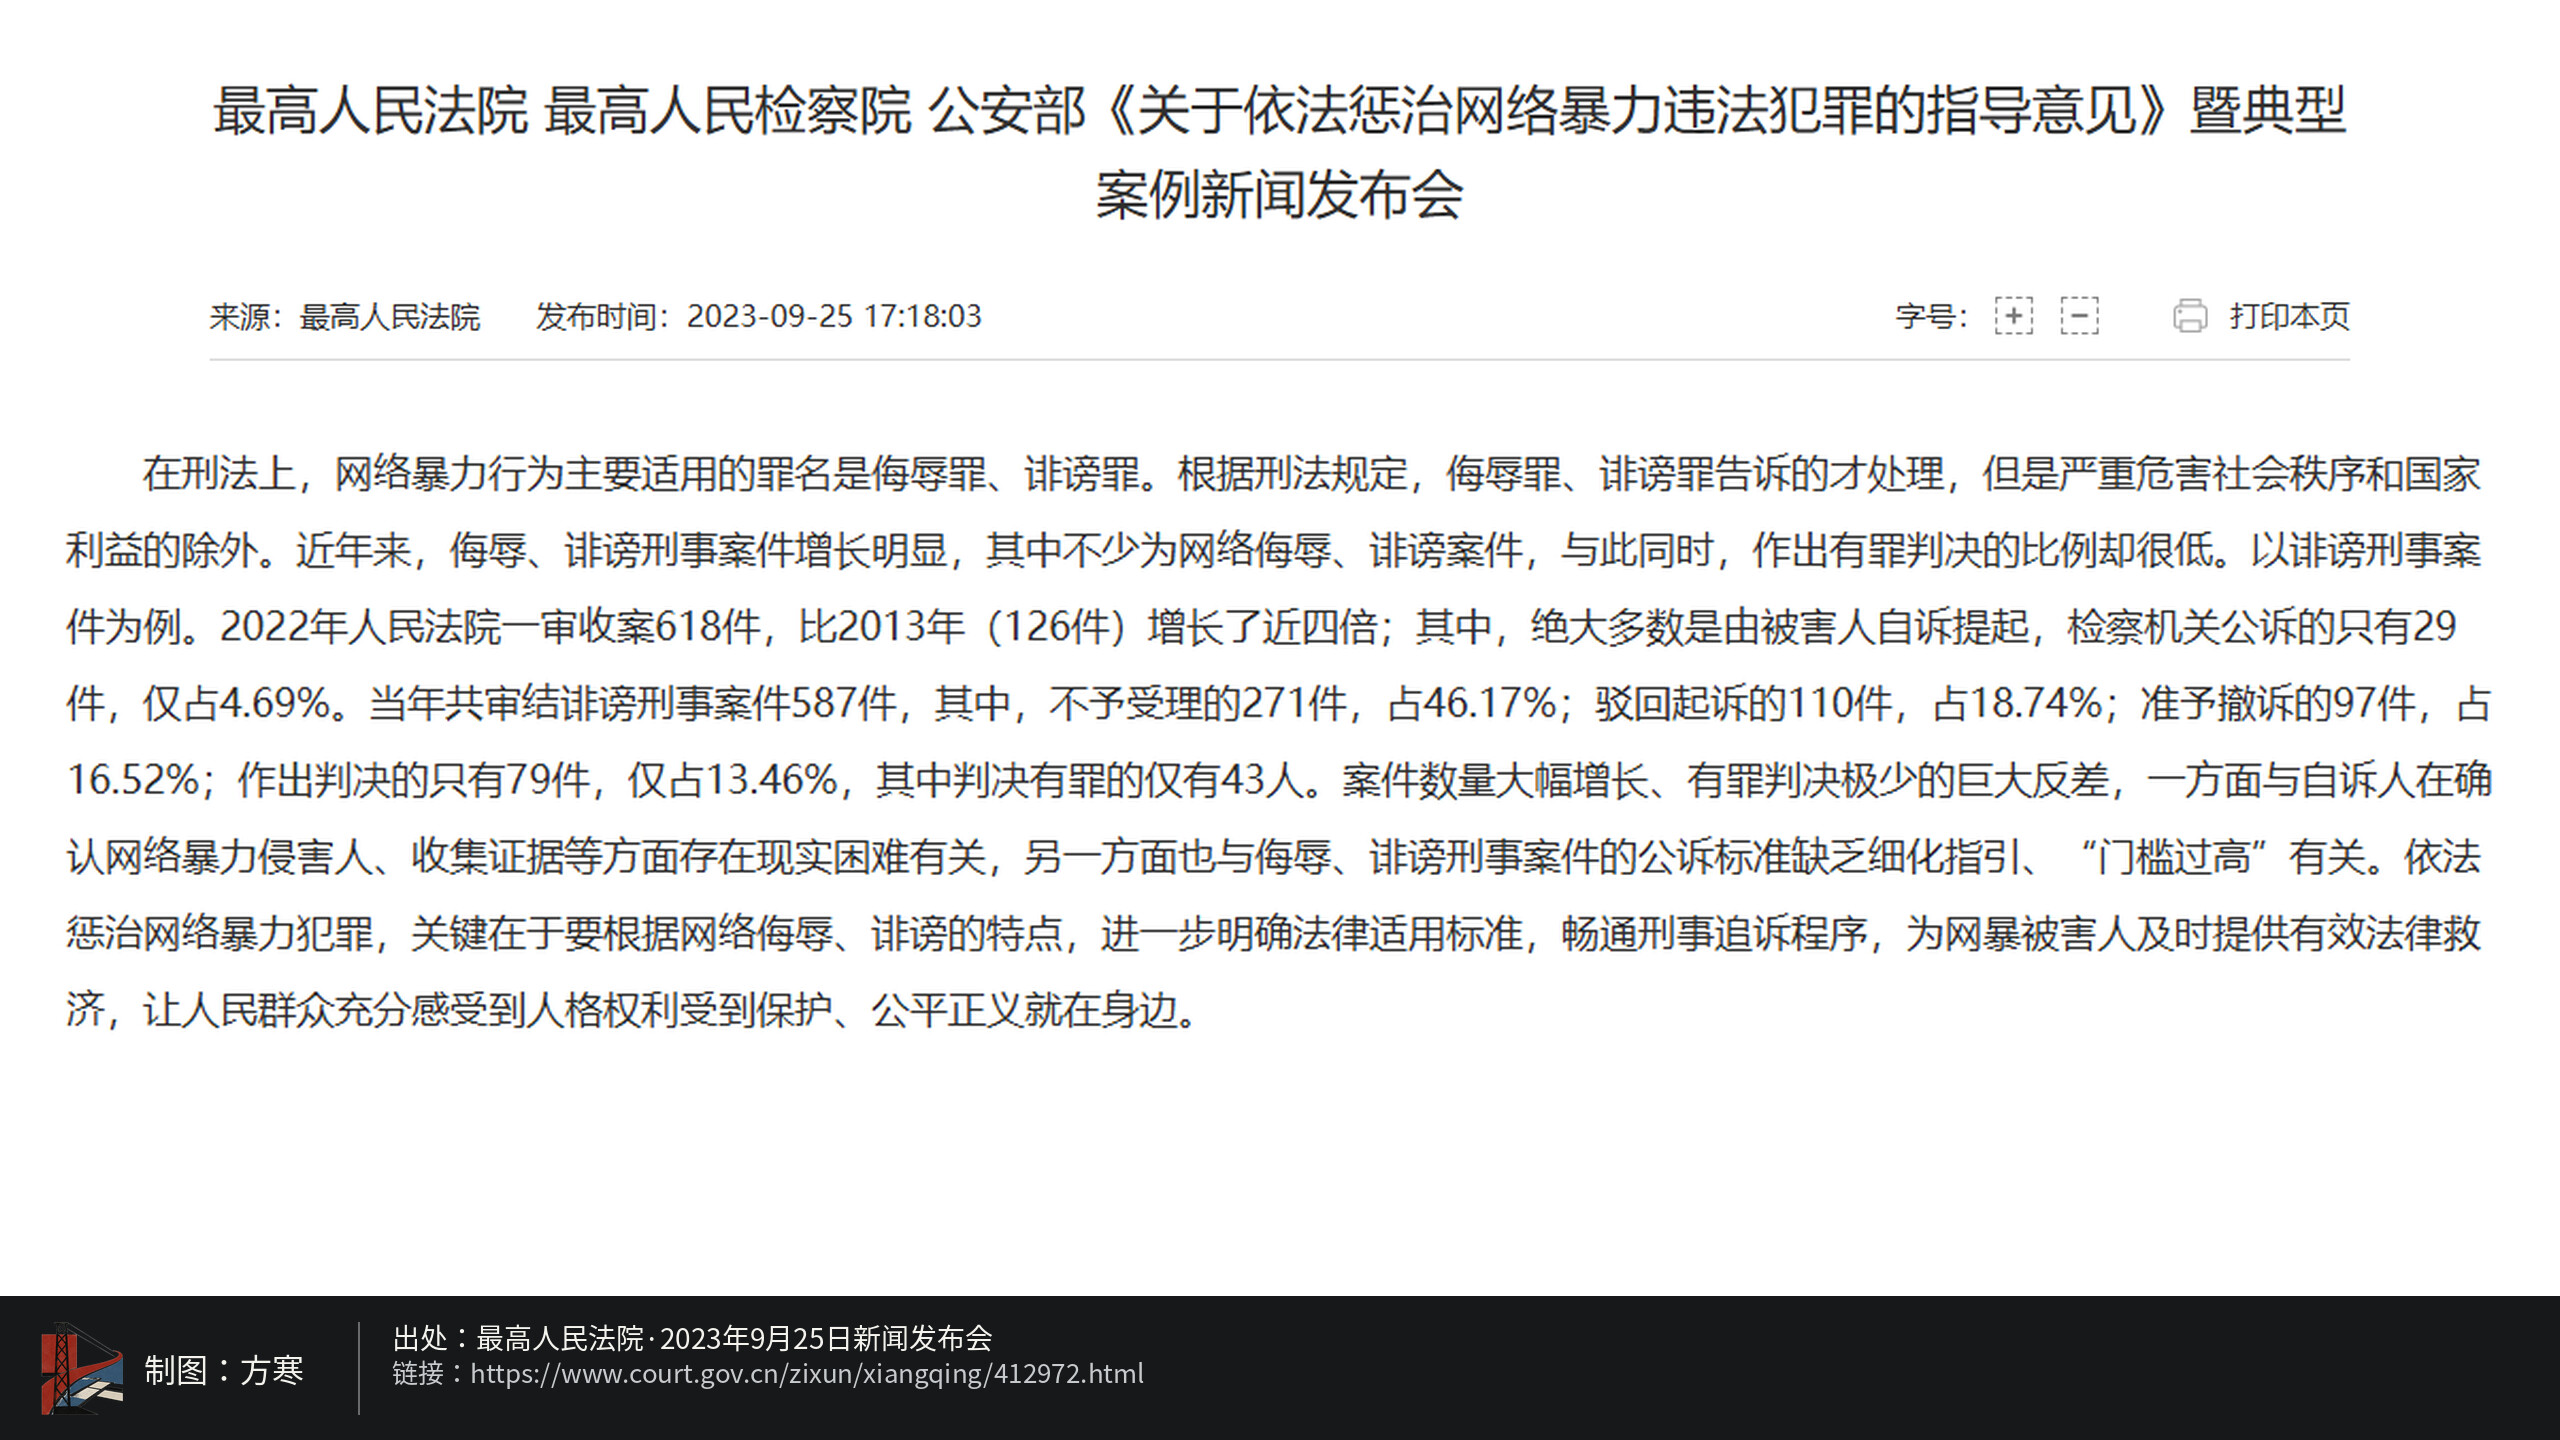 最高人民法院 最高人民检察院 公安部《关于依法惩治网络暴力违法犯罪的指导意见》暨典型
案例新闻发布会
来源：最高人民法院 发布时间：2023-09-25 17:18:03 字号： + − 打印本页
在刑法上，网络暴力行为主要适用的罪名是侮辱罪、诽谤罪。根据刑法规定，侮辱罪、诽谤罪告诉的才处理，但是严重危害社会秩序和国家
利益的除外。近年来，侮辱、诽谤刑事案件增长明显，其中不少为网络侮辱、诽谤案件，与此同时，作出有罪判决的比例却很低。以诽谤刑事案
件为例。2022年人民法院一审收案618件，比2013年（126件）增长了近四倍；其中，绝大多数是由被害人自诉提起，检察机关公诉的只有29
件，仅占4.69%。当年共审结诽谤刑事案件587件，其中，不予受理的271件，占46.17%；驳回起诉的110件，占18.74%；准予撤诉的97件，占
16.52%；作出判决的只有79件，仅占13.46%，其中判决有罪的仅有43人。案件数量大幅增长、有罪判决极少的巨大反差，一方面与自诉人在确
认网络暴力侵害人、收集证据等方面存在现实困难有关，另一方面也与侮辱、诽谤刑事案件的公诉标准缺乏细化指引、“门槛过高”有关。依法
惩治网络暴力犯罪，关键在于要根据网络侮辱、诽谤的特点，进一步明确法律适用标准，畅通刑事追诉程序，为网暴被害人及时提供有效法律救
济，让人民群众充分感受到人格权利受到保护、公平正义就在身边。
制图：方寒
出处：最高人民法院·2023年9月25日新闻发布会
链接：https://www.court.gov.cn/zixun/xiangqing/412972.html